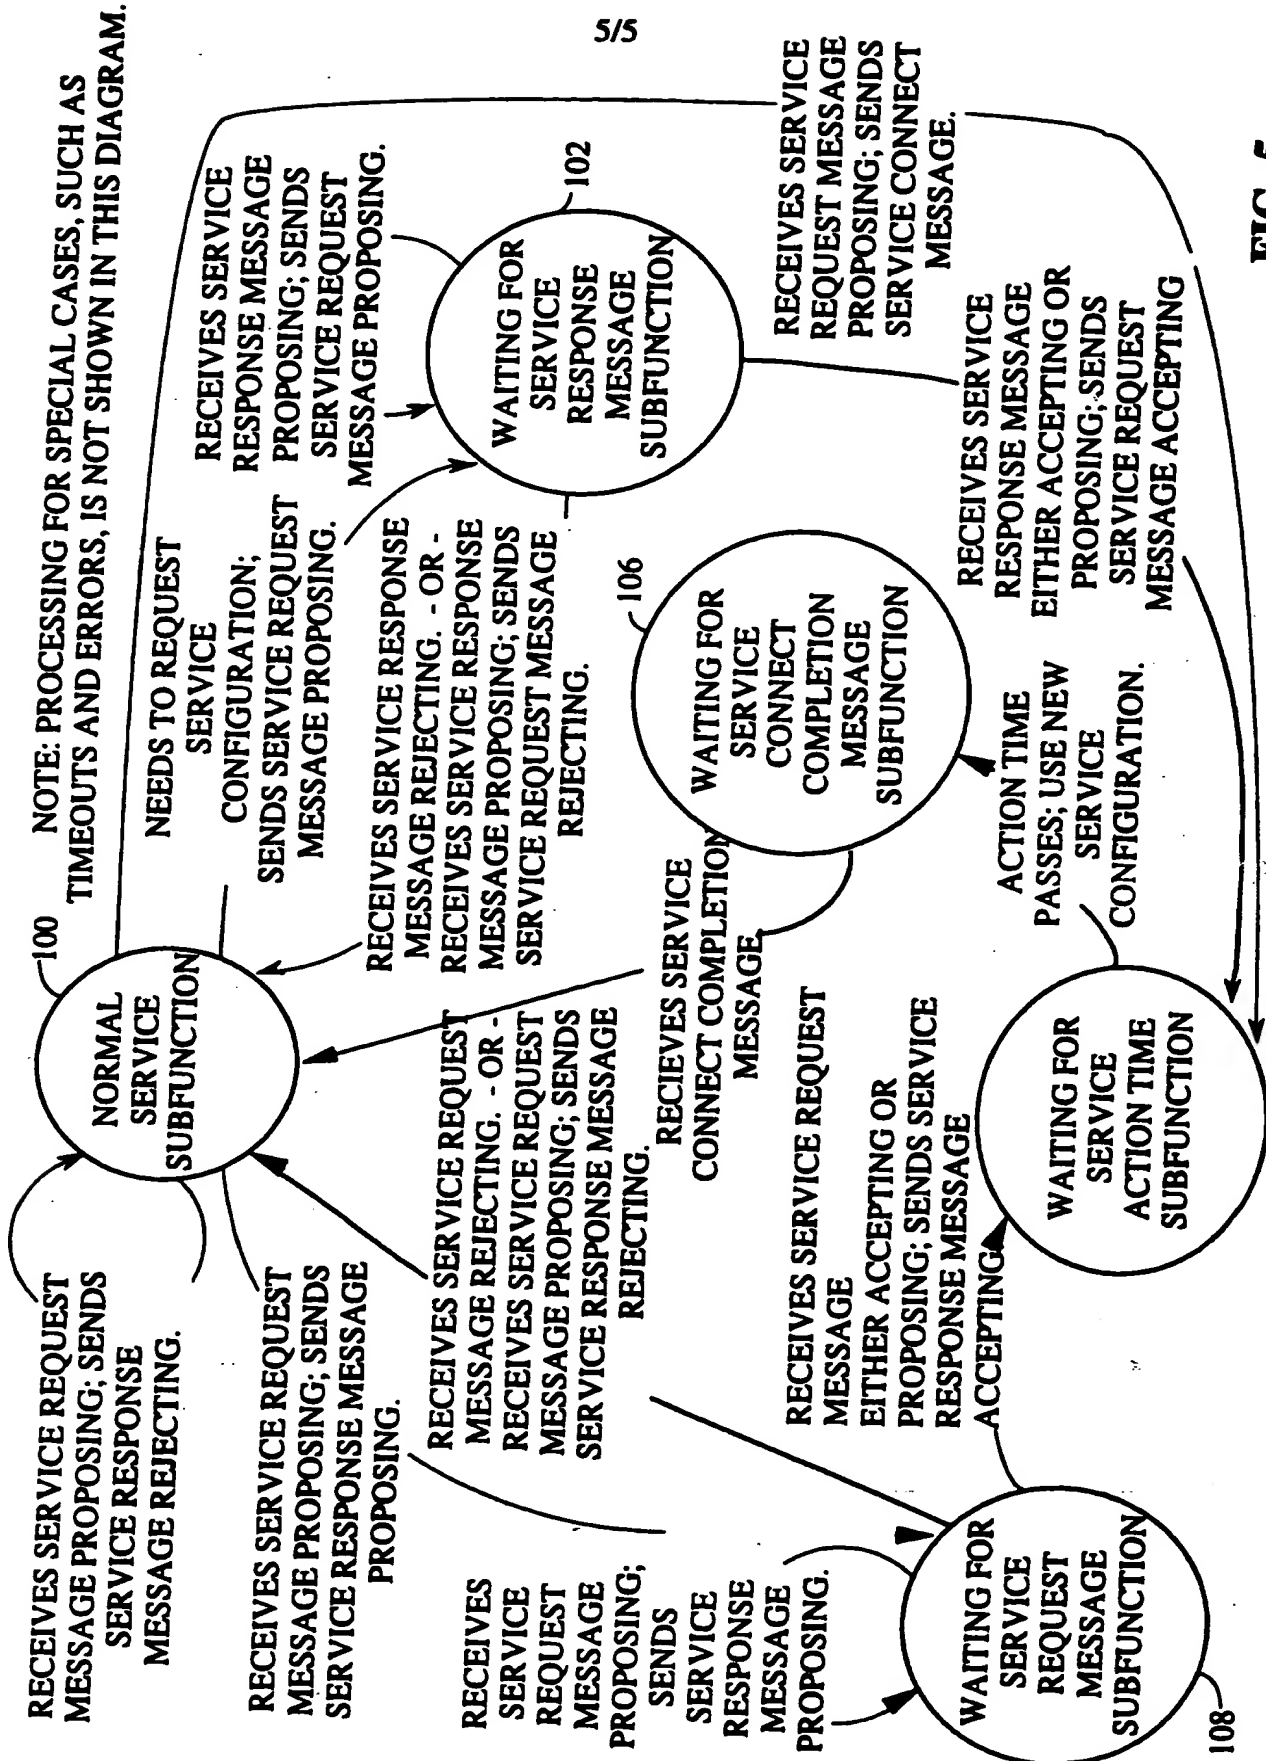 5/5
NOTE: PROCESSING FOR SPECIAL CASES, SUCH AS
TIMEOUTS AND ERRORS, IS NOT SHOWN IN THIS DIAGRAM.
RECEIVES SERVICE REQUEST
MESSAGE PROPOSING; SENDS
SERVICE RESPONSE
MESSAGE REJECTING.
100
NORMAL
SERVICE
SUBFUNCTION
NEEDS TO REQUEST
SERVICE
CONFIGURATION;
SENDS SERVICE REQUEST
MESSAGE PROPOSING.
RECEIVES SERVICE
RESPONSE MESSAGE
PROPOSING; SENDS
SERVICE REQUEST
MESSAGE PROPOSING.
RECEIVES SERVICE REQUEST
MESSAGE PROPOSING; SENDS
SERVICE RESPONSE MESSAGE
PROPOSING.
RECEIVES SERVICE RESPONSE
MESSAGE REJECTING. - OR -
RECEIVES SERVICE RESPONSE
MESSAGE PROPOSING; SENDS
SERVICE REQUEST MESSAGE
REJECTING.
102
WAITING FOR
SERVICE
RESPONSE
MESSAGE
SUBFUNCTION
RECEIVES SERVICE REQUEST
MESSAGE REJECTING. - OR -
RECEIVES SERVICE REQUEST
MESSAGE PROPOSING; SENDS
SERVICE RESPONSE MESSAGE
REJECTING.
RECIEVES SERVICE
CONNECT COMPLETION
MESSAGE.
106
WAITING FOR
SERVICE
CONNECT
COMPLETION
MESSAGE
SUBFUNCTION
RECEIVES SERVICE
REQUEST MESSAGE
PROPOSING; SENDS
SERVICE CONNECT
MESSAGE.
RECEIVES
SERVICE
REQUEST
MESSAGE
PROPOSING;
SENDS
SERVICE
RESPONSE
MESSAGE
PROPOSING.
RECEIVES SERVICE REQUEST
MESSAGE
EITHER ACCEPTING OR
PROPOSING; SENDS SERVICE
RESPONSE MESSAGE
ACCEPTING
ACTION TIME
PASSES; USE NEW
SERVICE
CONFIGURATION.
RECEIVES SERVICE
RESPONSE MESSAGE
EITHER ACCEPTING OR
PROPOSING; SENDS
SERVICE REQUEST
MESSAGE ACCEPTING
WAITING FOR
SERVICE
REQUEST
MESSAGE
SUBFUNCTION
108
WAITING FOR
SERVICE
ACTION TIME
SUBFUNCTION